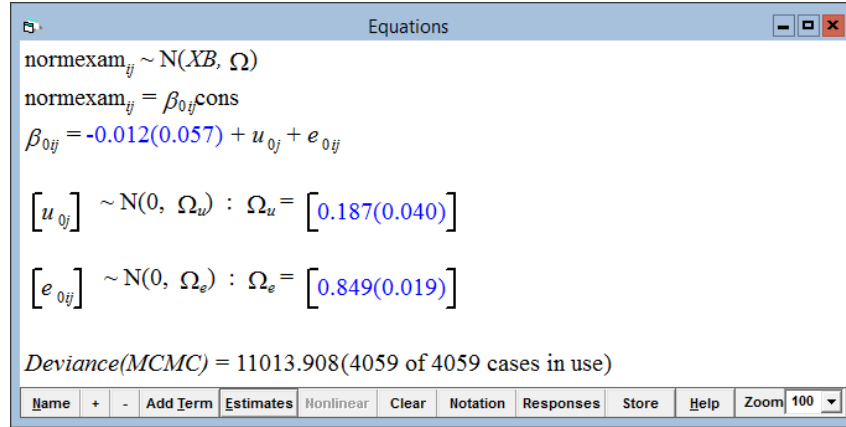 Equations
normexam_ij ~ N(XB, Ω)
normexam_ij = β_0ij cons
β_0ij = -0.012(0.057) + u_0j + e_0ij
[u_0j] ~ N(0, Ω_u) : Ω_u = [0.187(0.040)]
[e_0ij] ~ N(0, Ω_e) : Ω_e = [0.849(0.019)]
Deviance(MCMC) = 11013.908(4059 of 4059 cases in use)
Name + - Add Term Estimates Nonlinear Clear Notation Responses Store Help Zoom 100